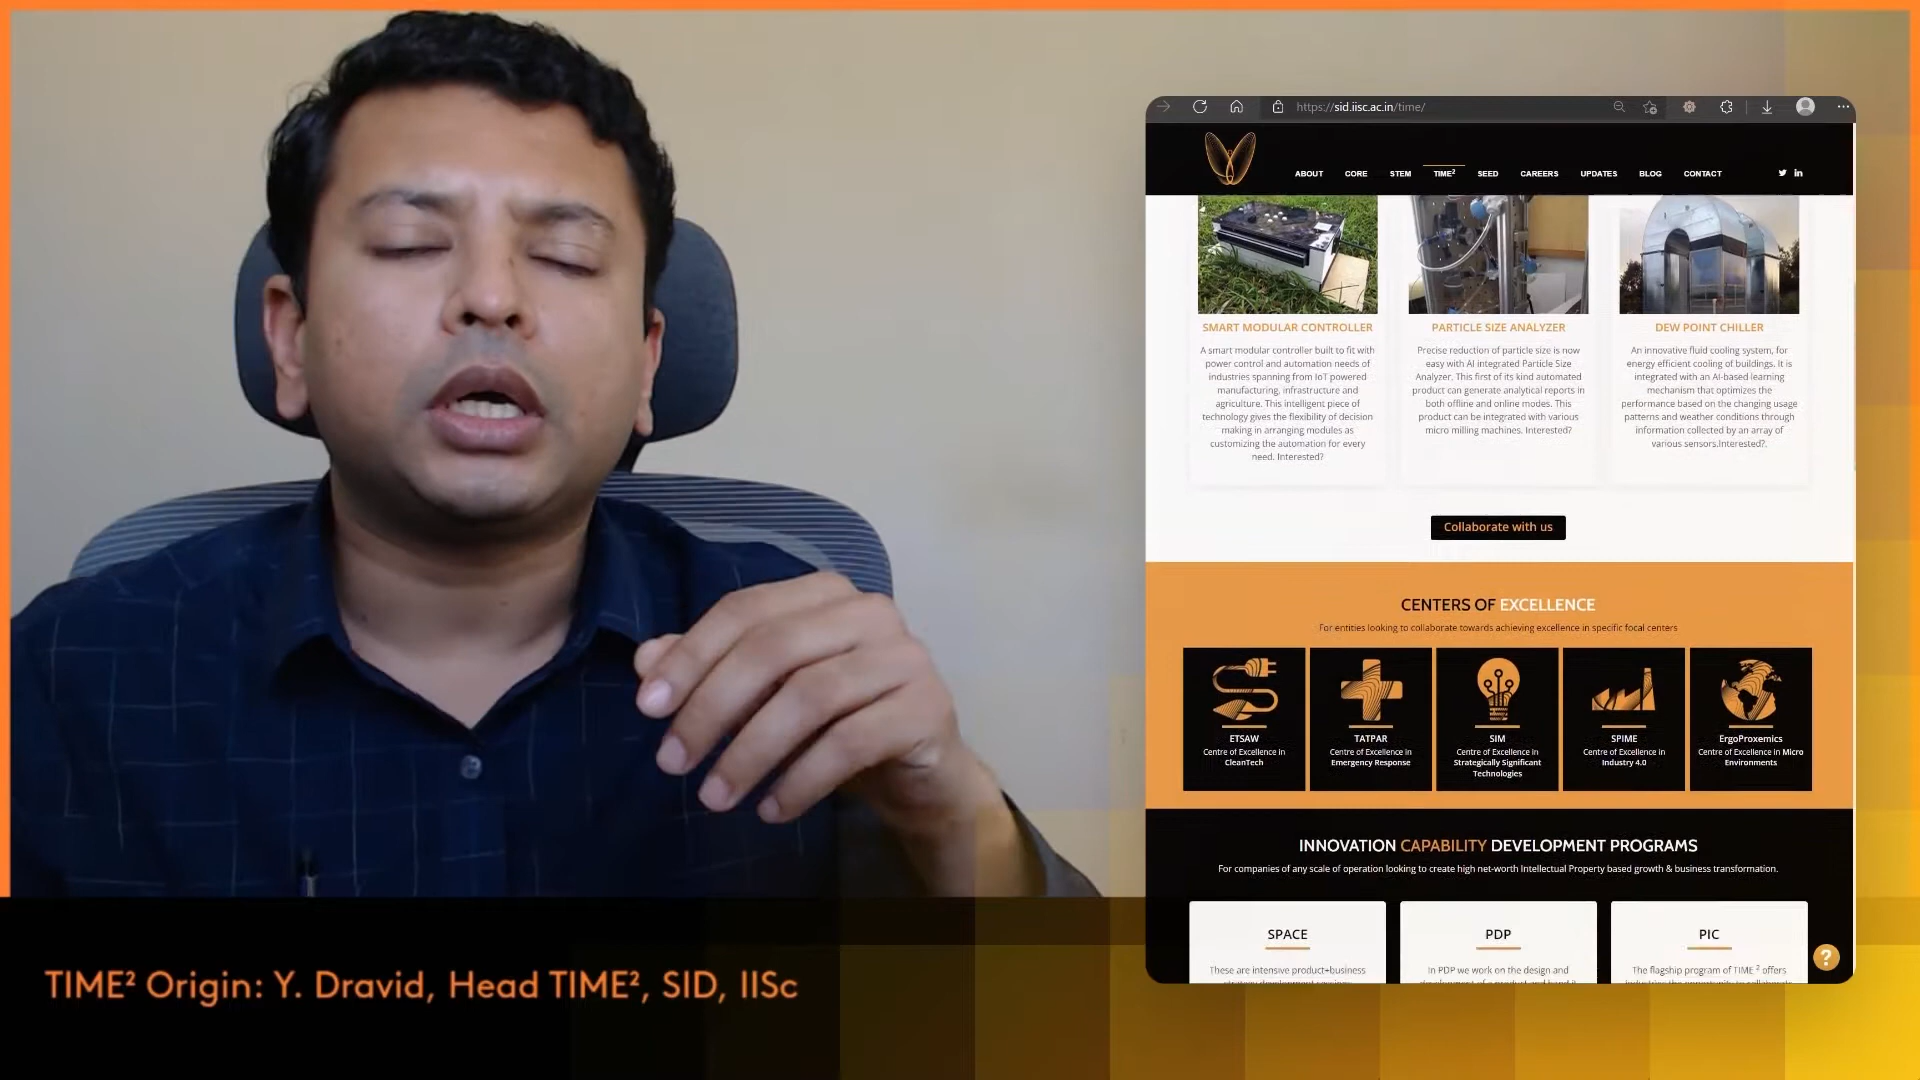 https://sid.iisc.ac.in/time/
ABOUT CORE STEM TIME² SEED CAREERS UPDATES BLOG CONTACT
SMART MODULAR CONTROLLER
A smart modular controller built to fit with
power control and automation needs of
industries spanning from IoT powered
manufacturing, infrastructure and
agriculture. This intelligent piece of
technology gives the flexibility of decision
making in arranging modules as
customizing the automation for every
need. Interested?
PARTICLE SIZE ANALYZER
Precise reduction of particle size is now
easy with AI integrated Particle Size
Analyzer. This first of its kind automated
product can generate analytical reports in
both offline and online modes. This
product can be integrated with various
micro milling machines. Interested?
DEW POINT CHILLER
An innovative fluid cooling system, for
energy efficient cooling of buildings. It is
integrated with an AI-based learning
mechanism that optimizes the
performance based on the changing usage
patterns and weather conditions through
information collected by an array of
various sensors.Interested?.
Collaborate with us
CENTERS OF EXCELLENCE
For entities looking to collaborate towards achieving excellence in specific focal centers
ETSAW
Centre of Excellence in
CleanTech
TATPAR
Centre of Excellence in
Emergency Response
SIM
Centre of Excellence in
Strategically Significant
Technologies
SPIME
Centre of Excellence in
Industry 4.0
ErgoProxemics
Centre of Excellence in Micro
Environments
INNOVATION CAPABILITY DEVELOPMENT PROGRAMS
For companies of any scale of operation looking to create high net-worth Intellectual Property based growth & business transformation.
SPACE
These are intensive product+business
PDP
In PDP we work on the design and
PIC
The flagship program of TIME ² offers
?
TIME² Origin: Y. Dravid, Head TIME², SID, IISc